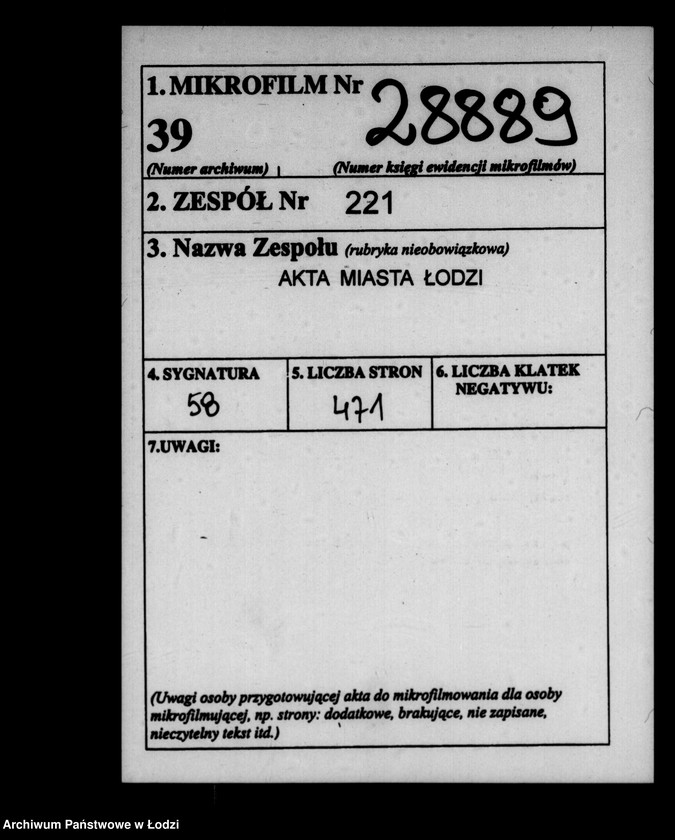 1. MIKROFILM Nr 28889
39
(Numer archiwum) (Numer księgi ewidencji mikrofilmów)
2. ZESPÓŁ Nr 221
3. Nazwa Zespołu (rubryka nieobowiązkowa)
AKTA MIASTA ŁODZI
4. SYGNATURA 5. LICZBA STRON 6. LICZBA KLATEK
NEGATYWU:
58 471
7.UWAGI:
(Uwagi osoby przygotowującej akta do mikrofilmowania dla osoby
mikrofilmującej, np. strony: dodatkowe, brakujące, nie zapisane,
nieczytelny tekst itd.)
Archiwum Państwowe w Łodzi